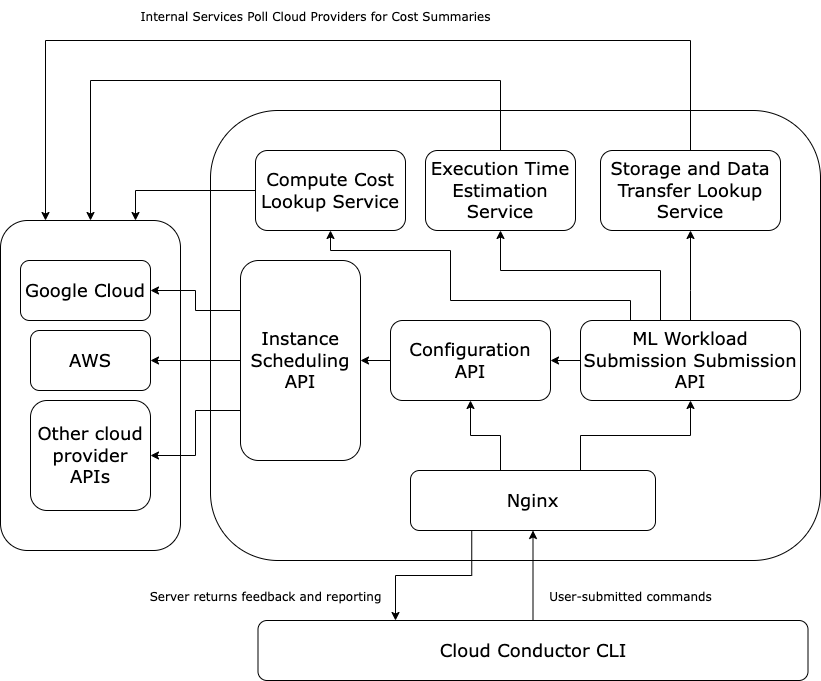 Internal Services Poll Cloud Providers for Cost Summaries
Compute Cost
Lookup Service
Execution Time
Estimation
Service
Storage and Data
Transfer Lookup
Service
Google Cloud
AWS
Other cloud
provider
APIs
Instance
Scheduling
API
Configuration
API
ML Workload
Submission Submission
API
Nginx
Server returns feedback and reporting
User-submitted commands
Cloud Conductor CLI